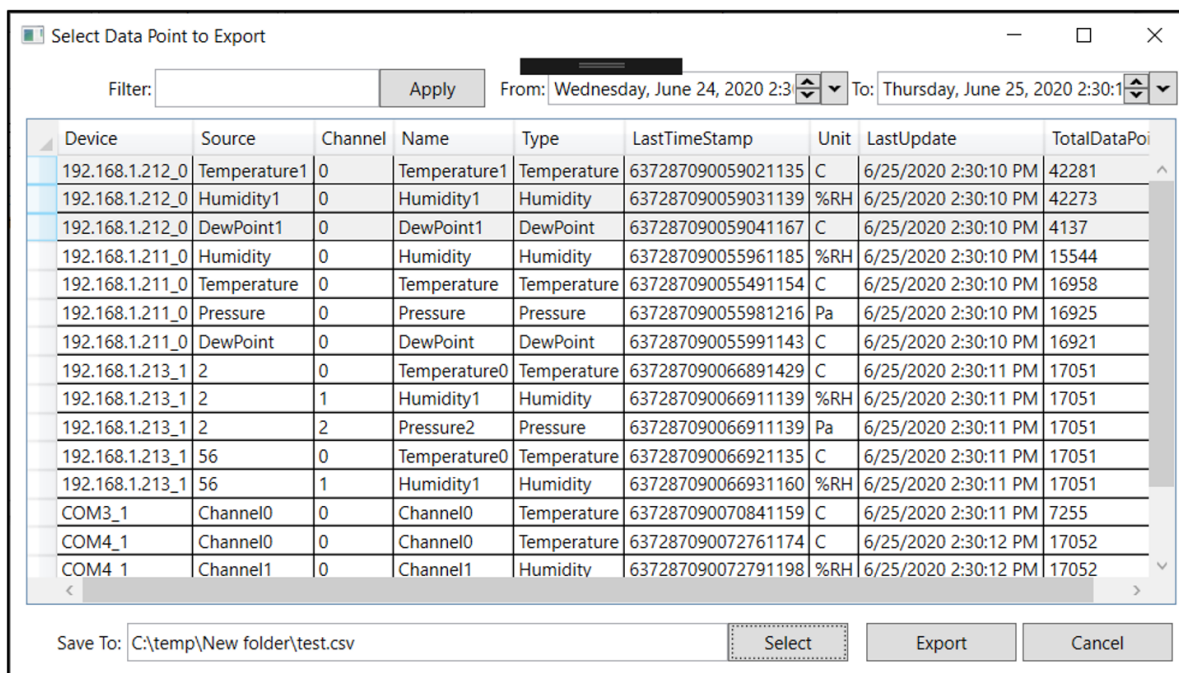 Select Data Point to Export
Filter: Apply From: Wednesday, June 24, 2020 2:3 To: Thursday, June 25, 2020 2:30:1
Device Source Channel Name Type LastTimeStamp Unit LastUpdate TotalDataPoi
192.168.1.212_0 Temperature1 0 Temperature1 Temperature 637287090059021135 C 6/25/2020 2:30:10 PM 42281
192.168.1.212_0 Humidity1 0 Humidity1 Humidity 637287090059031139 %RH 6/25/2020 2:30:10 PM 42273
192.168.1.212_0 DewPoint1 0 DewPoint1 DewPoint 637287090059041167 C 6/25/2020 2:30:10 PM 4137
192.168.1.211_0 Humidity 0 Humidity Humidity 637287090055961185 %RH 6/25/2020 2:30:10 PM 15544
192.168.1.211_0 Temperature 0 Temperature Temperature 637287090055491154 C 6/25/2020 2:30:10 PM 16958
192.168.1.211_0 Pressure 0 Pressure Pressure 637287090055981216 Pa 6/25/2020 2:30:10 PM 16925
192.168.1.211_0 DewPoint 0 DewPoint DewPoint 637287090055991143 C 6/25/2020 2:30:10 PM 16921
192.168.1.213_1 2 0 Temperature0 Temperature 637287090066891429 C 6/25/2020 2:30:11 PM 17051
192.168.1.213_1 2 1 Humidity1 Humidity 637287090066911139 %RH 6/25/2020 2:30:11 PM 17051
192.168.1.213_1 2 2 Pressure2 Pressure 637287090066911139 Pa 6/25/2020 2:30:11 PM 17051
192.168.1.213_1 56 0 Temperature0 Temperature 637287090066921135 C 6/25/2020 2:30:11 PM 17051
192.168.1.213_1 56 1 Humidity1 Humidity 637287090066931160 %RH 6/25/2020 2:30:11 PM 17051
COM3_1 Channel0 0 Channel0 Temperature 637287090070841159 C 6/25/2020 2:30:11 PM 7255
COM4_1 Channel0 0 Channel0 Temperature 637287090072761174 C 6/25/2020 2:30:12 PM 17052
COM4_1 Channel1 0 Channel1 Humidity 637287090072791198 %RH 6/25/2020 2:30:12 PM 17052
Save To: C:\temp\New folder\test.csv Select Export Cancel